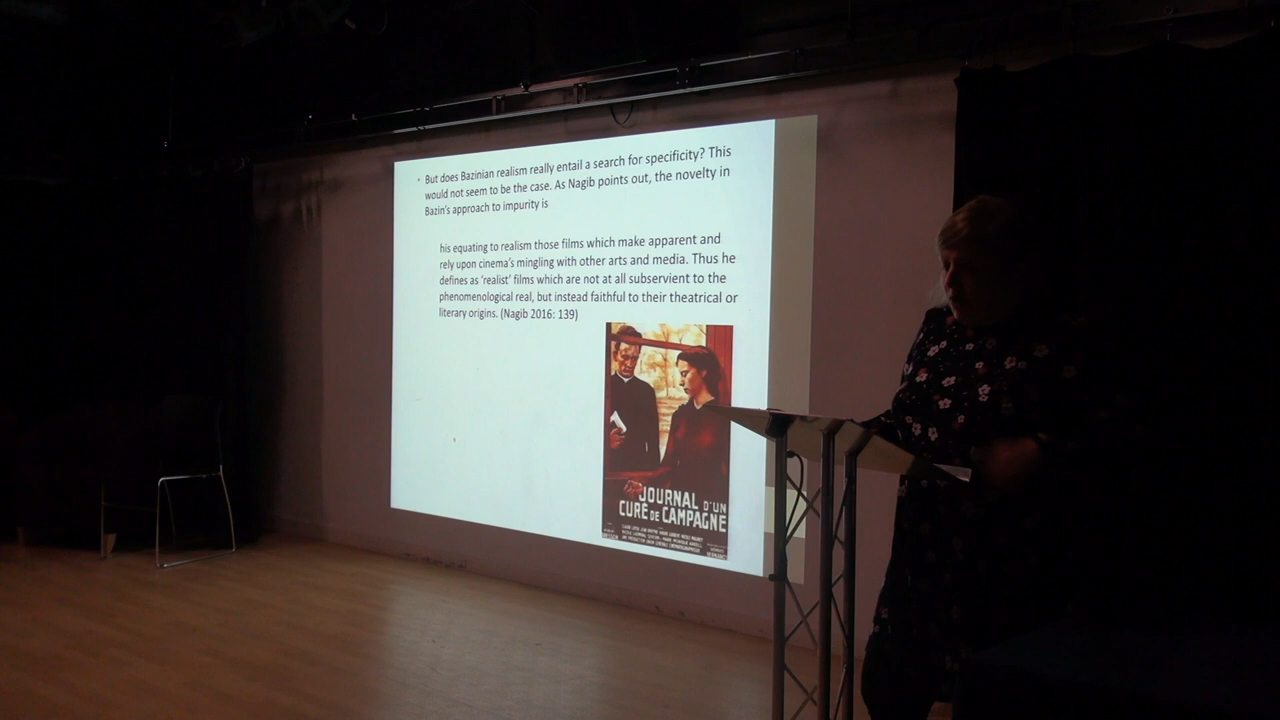 • But does Bazinian realism really entail a search for specificity? This
would not seem to be the case. As Nagib points out, the novelty in
Bazin's approach to impurity is
his equating to realism those films which make apparent and
rely upon cinema's mingling with other arts and media. Thus he
defines as 'realist' films which are not at all subservient to the
phenomenological real, but instead faithful to their theatrical or
literary origins. (Nagib 2016: 139)
JOURNAL D'UN
CURÉ DE CAMPAGNE
BRESSON
BERNANOS